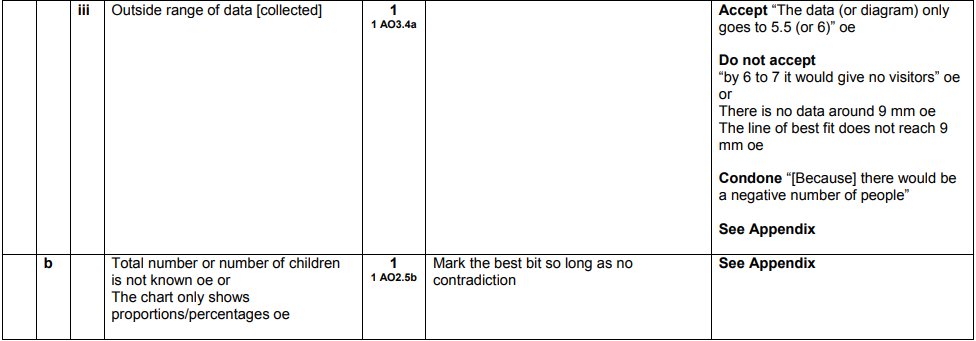 iii
Outside range of data [collected]
1
1 AO3.4a
Accept “The data (or diagram) only
goes to 5.5 (or 6)” oe
Do not accept
“by 6 to 7 it would give no visitors” oe
or
There is no data around 9 mm oe
The line of best fit does not reach 9
mm oe
Condone “[Because] there would be
a negative number of people”
See Appendix
b
Total number or number of children
is not known oe or
The chart only shows
proportions/percentages oe
1
1 AO2.5b
Mark the best bit so long as no
contradiction
See Appendix